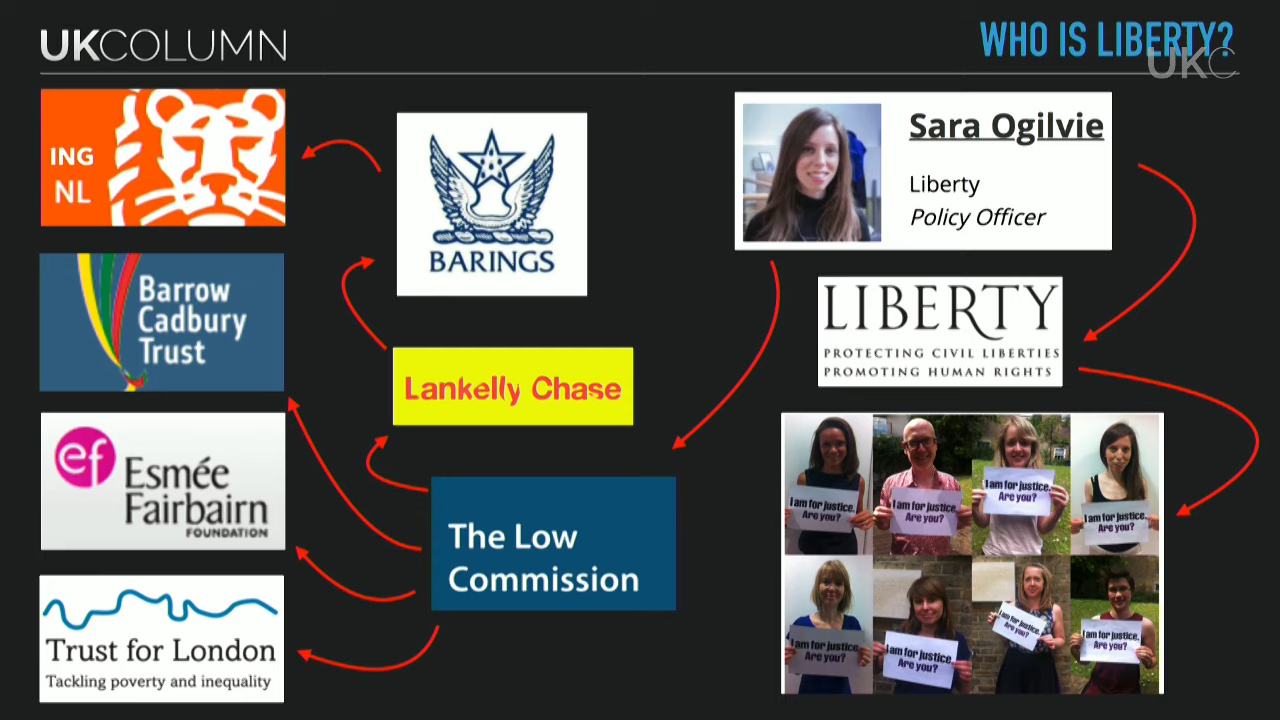 UKCOLUMN
WHO IS LIBERTY?
UKC
ING
NL
BARINGS
Sara Ogilvie
Liberty
Policy Officer
Barrow
Cadbury
Trust
LIBERTY
PROTECTING CIVIL LIBERTIES
PROMOTING HUMAN RIGHTS
Lankelly Chase
ef
Esmée
Fairbairn
FOUNDATION
The Low
Commission
Trust for London
Tackling poverty and inequality
I am for justice.
Are you?
I am for justice.
Are you?
I am for justice.
Are you?
I am for justice.
Are you?
I am for justice.
Are you?
I am for justice.
Are you?
I am for justice.
Are you?
I am for justice.
Are you?